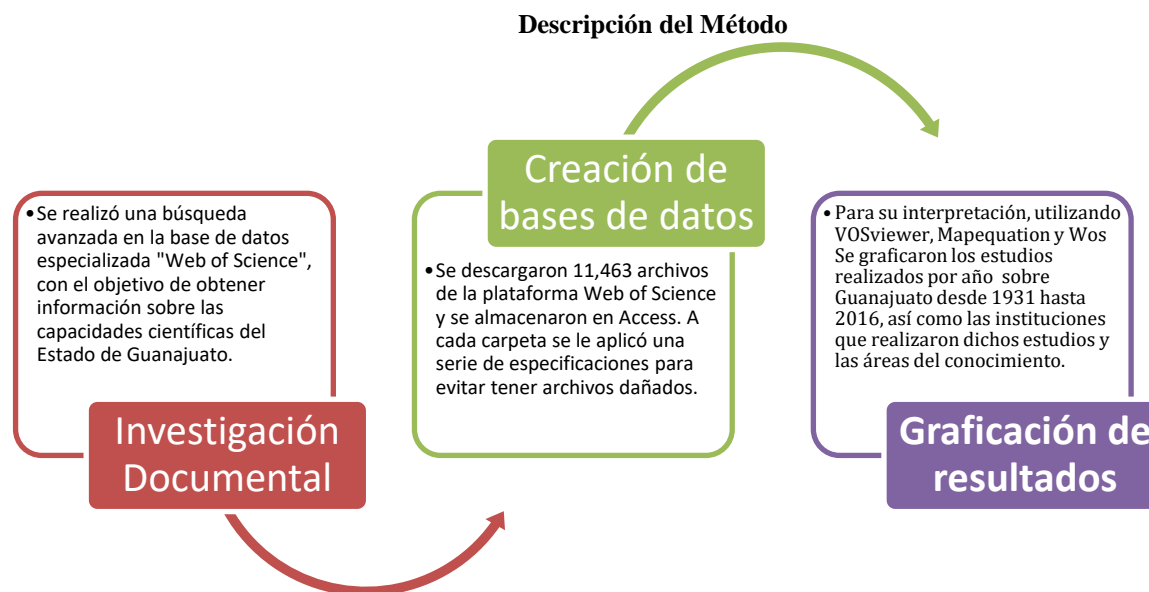 Descripción del Método
•Se realizó una búsqueda
avanzada en la base de datos
especializada "Web of Science",
con el objetivo de obtener
información sobre las
capacidades científicas del
Estado de Guanajuato.
Investigación
Documental
Creación de
bases de datos
•Se descargaron 11,463 archivos
de la plataforma Web of Science
y se almacenaron en Access. A
cada carpeta se le aplicó una
serie de especificaciones para
evitar tener archivos dañados.
•Para su interpretación, utilizando
VOSviewer, Mapequation y Wos
Se graficaron los estudios
realizados por año sobre
Guanajuato desde 1931 hasta
2016, así como las instituciones
que realizaron dichos estudios y
las áreas del conocimiento.
Graficación de
resultados